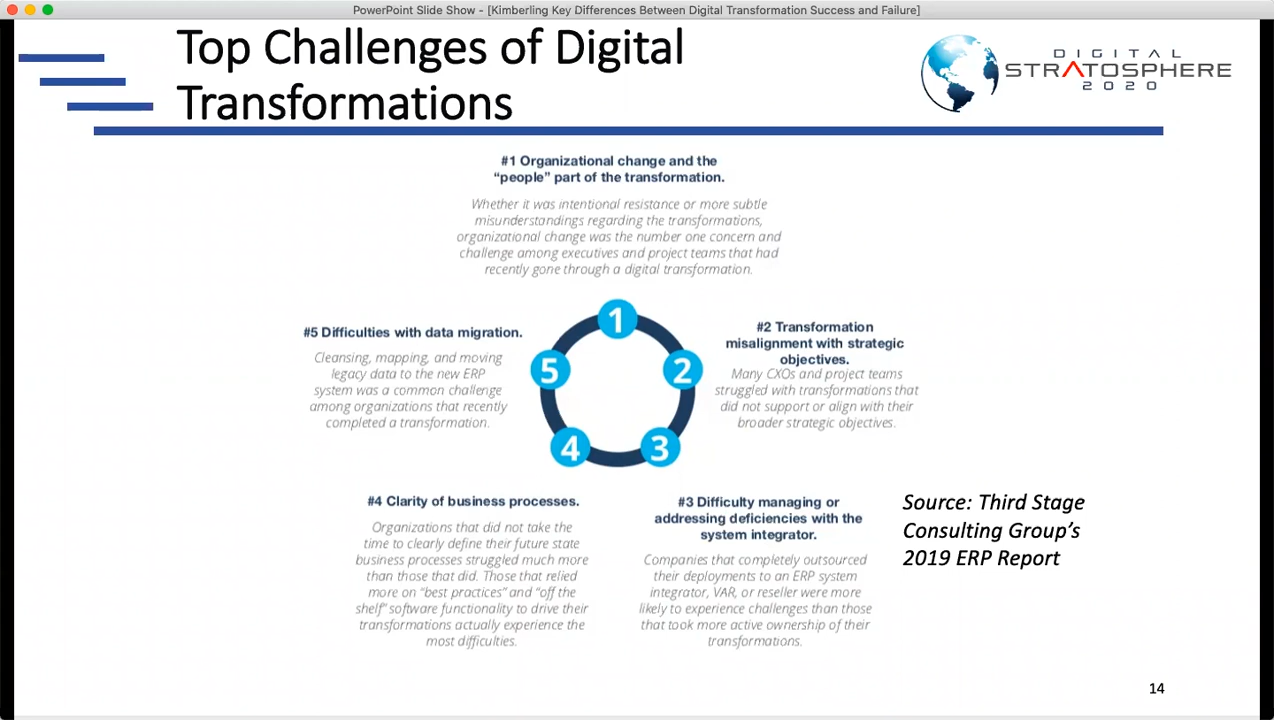 PowerPoint Slide Show - [Kimberling Key Differences Between Digital Transformation Success and Failure]
Top Challenges of Digital
Transformations
DIGITAL
STRATOSPHERE
2020
#1 Organizational change and the
“people” part of the transformation.
Whether it was intentional resistance or more subtle
misunderstandings regarding the transformations,
organizational change was the number one concern and
challenge among executives and project teams that had
recently gone through a digital transformation.
1
2
3
4
5
#2 Transformation
misalignment with strategic
objectives.
Many CXOs and project teams
struggled with transformations that
did not support or align with their
broader strategic objectives.
#3 Difficulty managing or
addressing deficiencies with the
system integrator.
Companies that completely outsourced
their deployments to an ERP system
integrator, VAR, or reseller were more
likely to experience challenges than those
that took more active ownership of their
transformations.
#4 Clarity of business processes.
Organizations that did not take the
time to clearly define their future state
business processes struggled much more
than those that did. Those that relied
more on “best practices” and “off the
shelf” software functionality to drive their
transformations actually experience the
most difficulties.
#5 Difficulties with data migration.
Cleansing, mapping, and moving
legacy data to the new ERP
system was a common challenge
among organizations that recently
completed a transformation.
Source: Third Stage
Consulting Group’s
2019 ERP Report
14